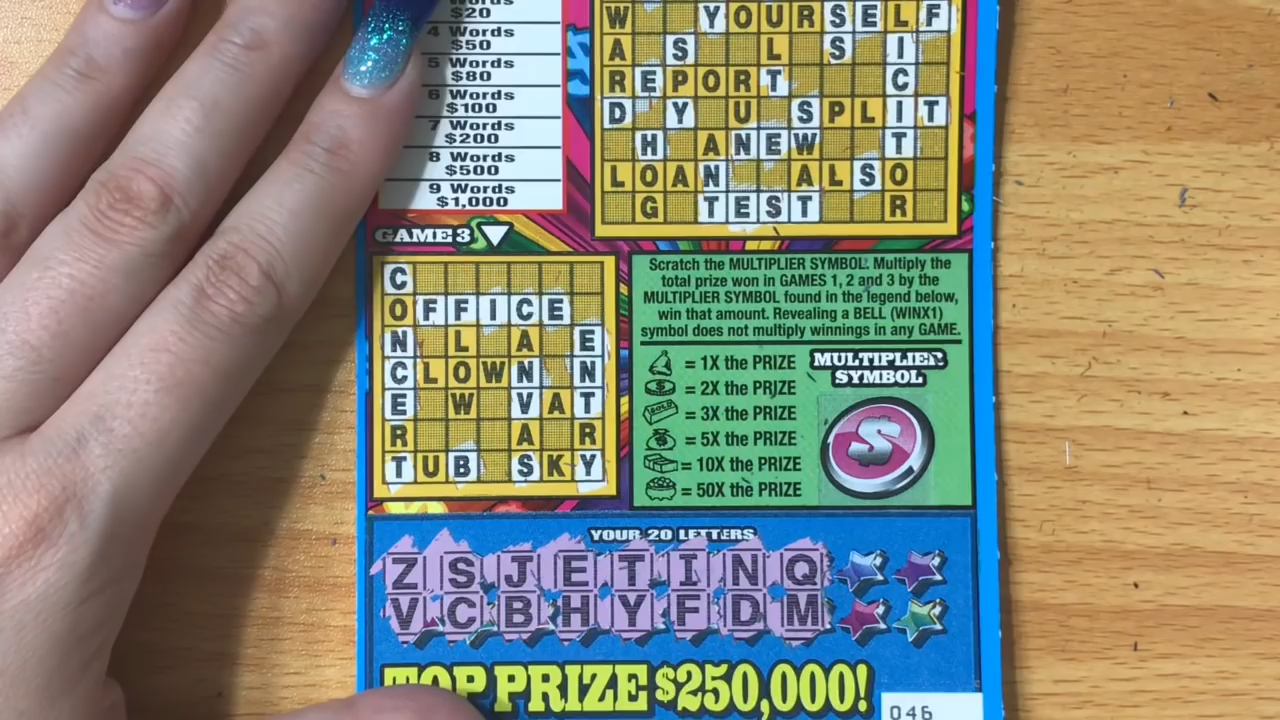 Words
$20
4 Words
$50
5 Words
$80
6 Words
$100
7 Words
$200
8 Words
$500
9 Words
$1,000
W YOURSELF
A S L S I
REPORT C
D Y U SPLIT
H ANEW T
LOAN ALSO
G TEST R
GAME 3
C
OFFICE
N L A E
CLOWN N
E W VAT
R A R
TUB SKY
Scratch the MULTIPLIER SYMBOL. Multiply the
total prize won in GAMES 1, 2 and 3 by the
MULTIPLIER SYMBOL found in the legend below,
win that amount. Revealing a BELL (WINX1)
symbol does not multiply winnings in any GAME.
= 1X the PRIZE
= 2X the PRIZE
= 3X the PRIZE
= 5X the PRIZE
= 10X the PRIZE
= 50X the PRIZE
MULTIPLIER
SYMBOL
$
YOUR 20 LETTERS
Z S J E T I N Q
V C B H Y F D M
TOP PRIZE $250,000!
046